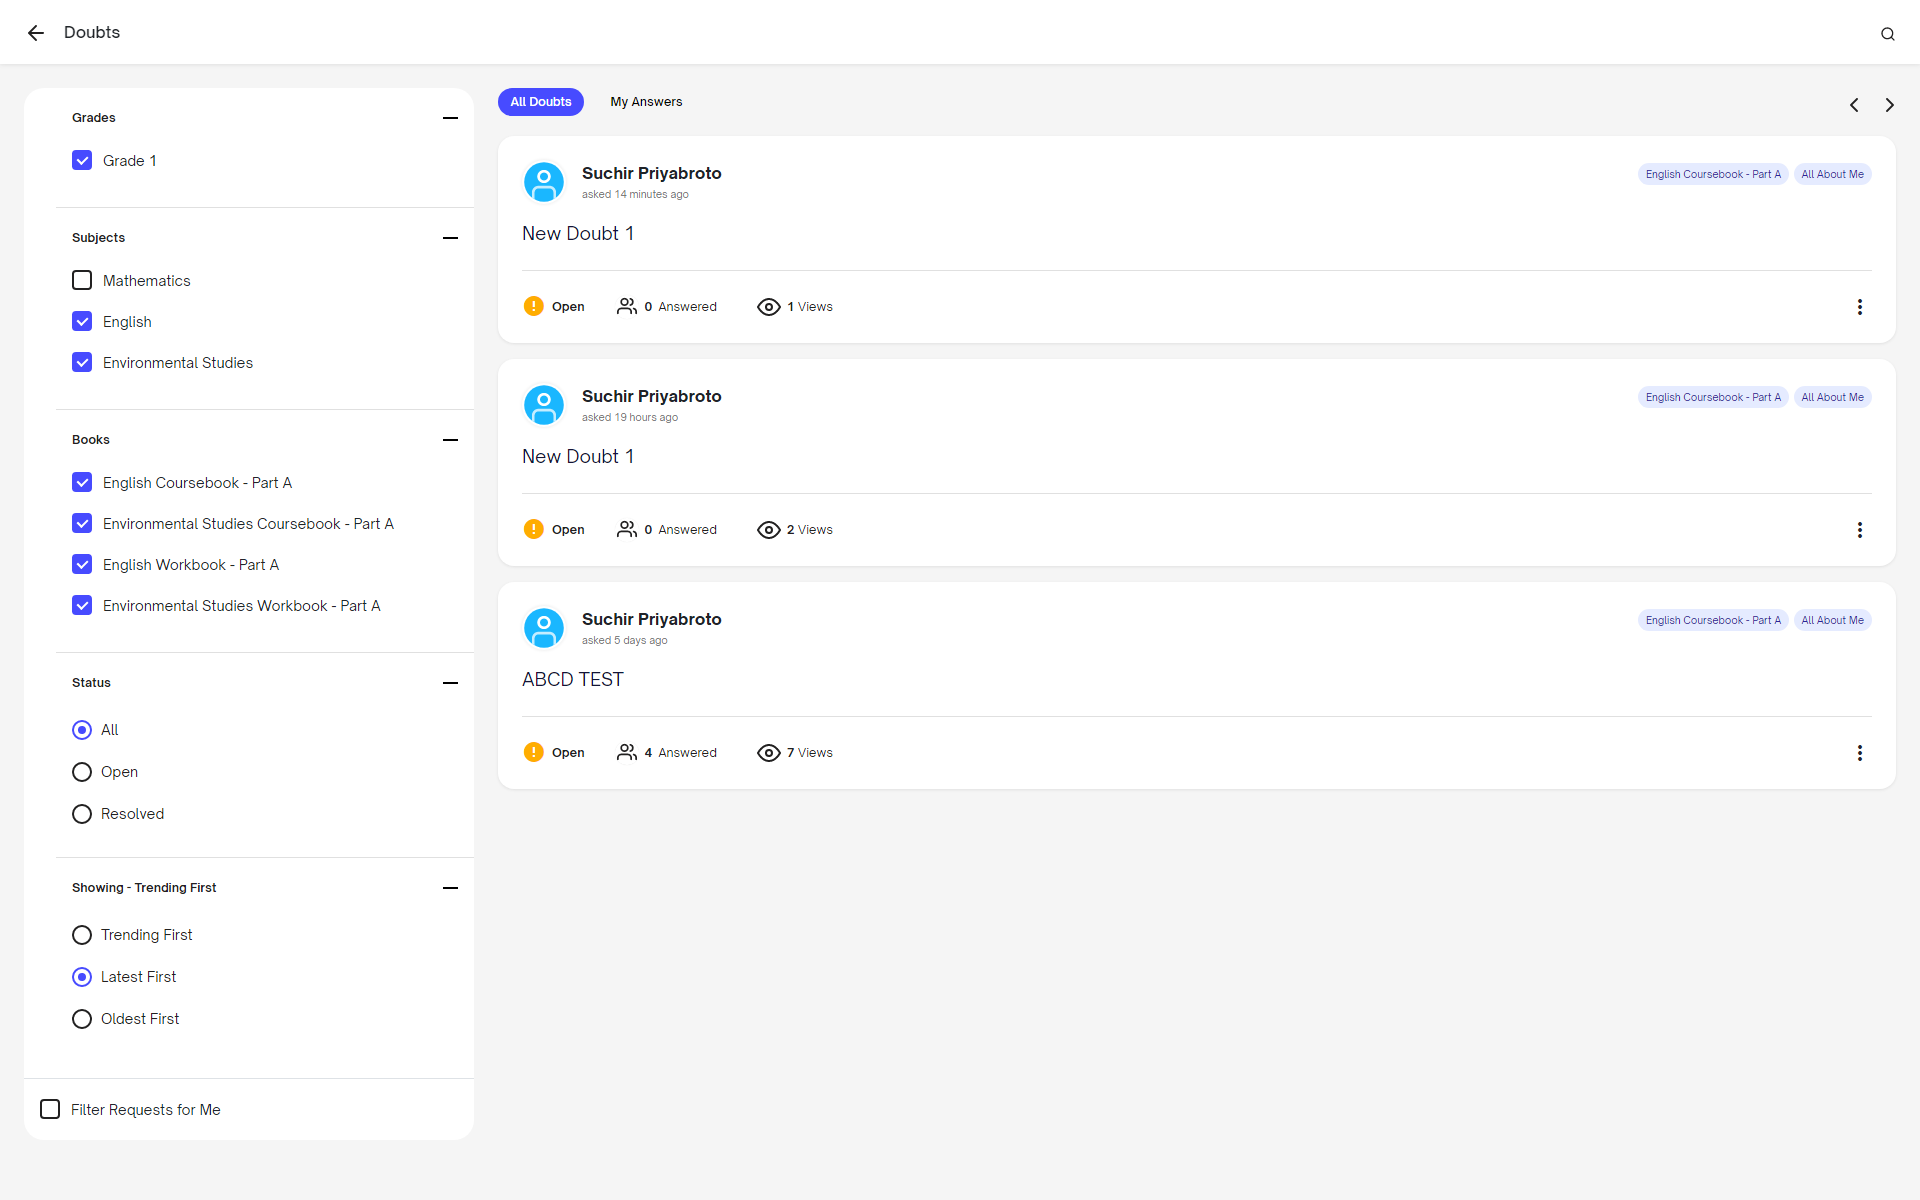 Doubts
Grades
Grade 1
Subjects
Mathematics
English
Environmental Studies
Books
English Coursebook - Part A
Environmental Studies Coursebook - Part A
English Workbook - Part A
Environmental Studies Workbook - Part A
Status
All
Open
Resolved
Showing - Trending First
Trending First
Latest First
Oldest First
Filter Requests for Me
All Doubts My Answers
Suchir Priyabroto
asked 14 minutes ago
English Coursebook - Part A All About Me
New Doubt 1
Open 0 Answered 1 Views
Suchir Priyabroto
asked 19 hours ago
English Coursebook - Part A All About Me
New Doubt 1
Open 0 Answered 2 Views
Suchir Priyabroto
asked 5 days ago
English Coursebook - Part A All About Me
ABCD TEST
Open 4 Answered 7 Views